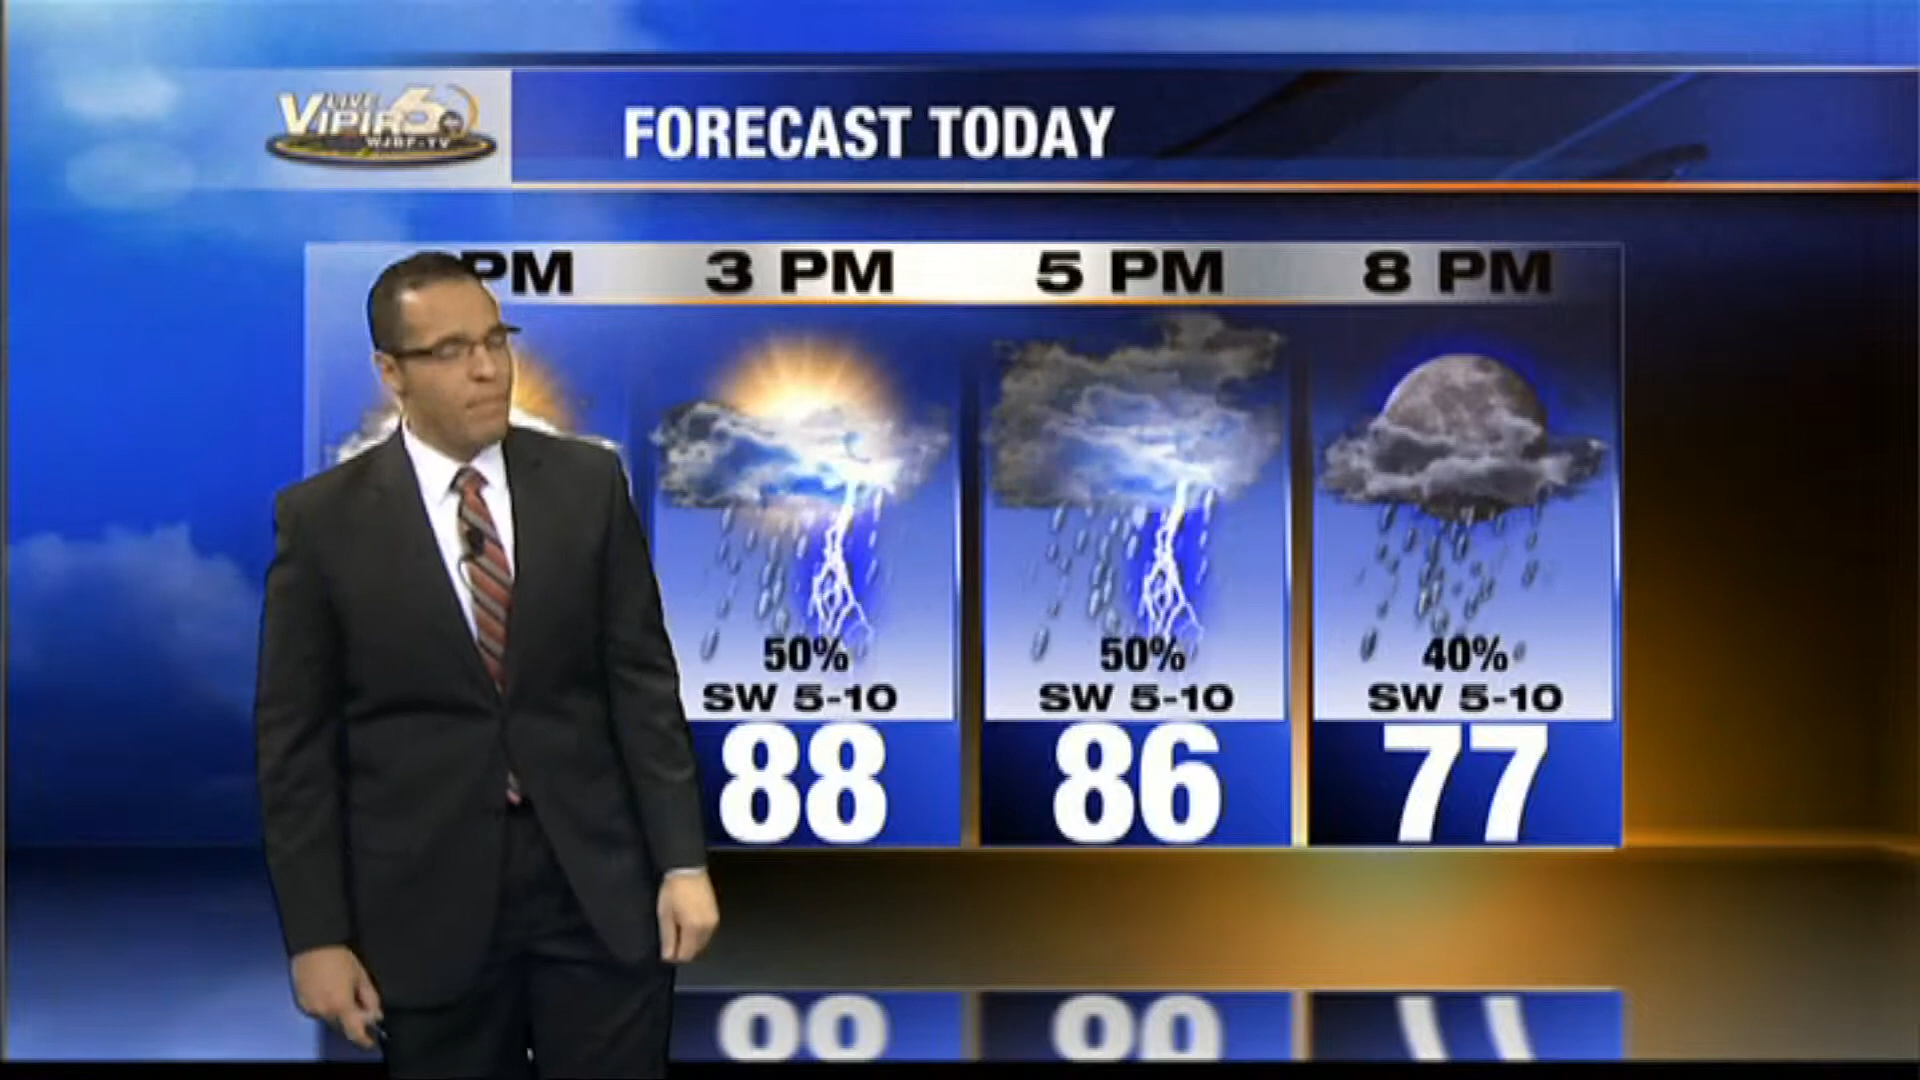 LIVE
VIPIR 6
WJBF-TV
FORECAST TODAY
PM 3 PM 5 PM 8 PM
50% 50% 40%
SW 5-10 SW 5-10 SW 5-10
88 86 77